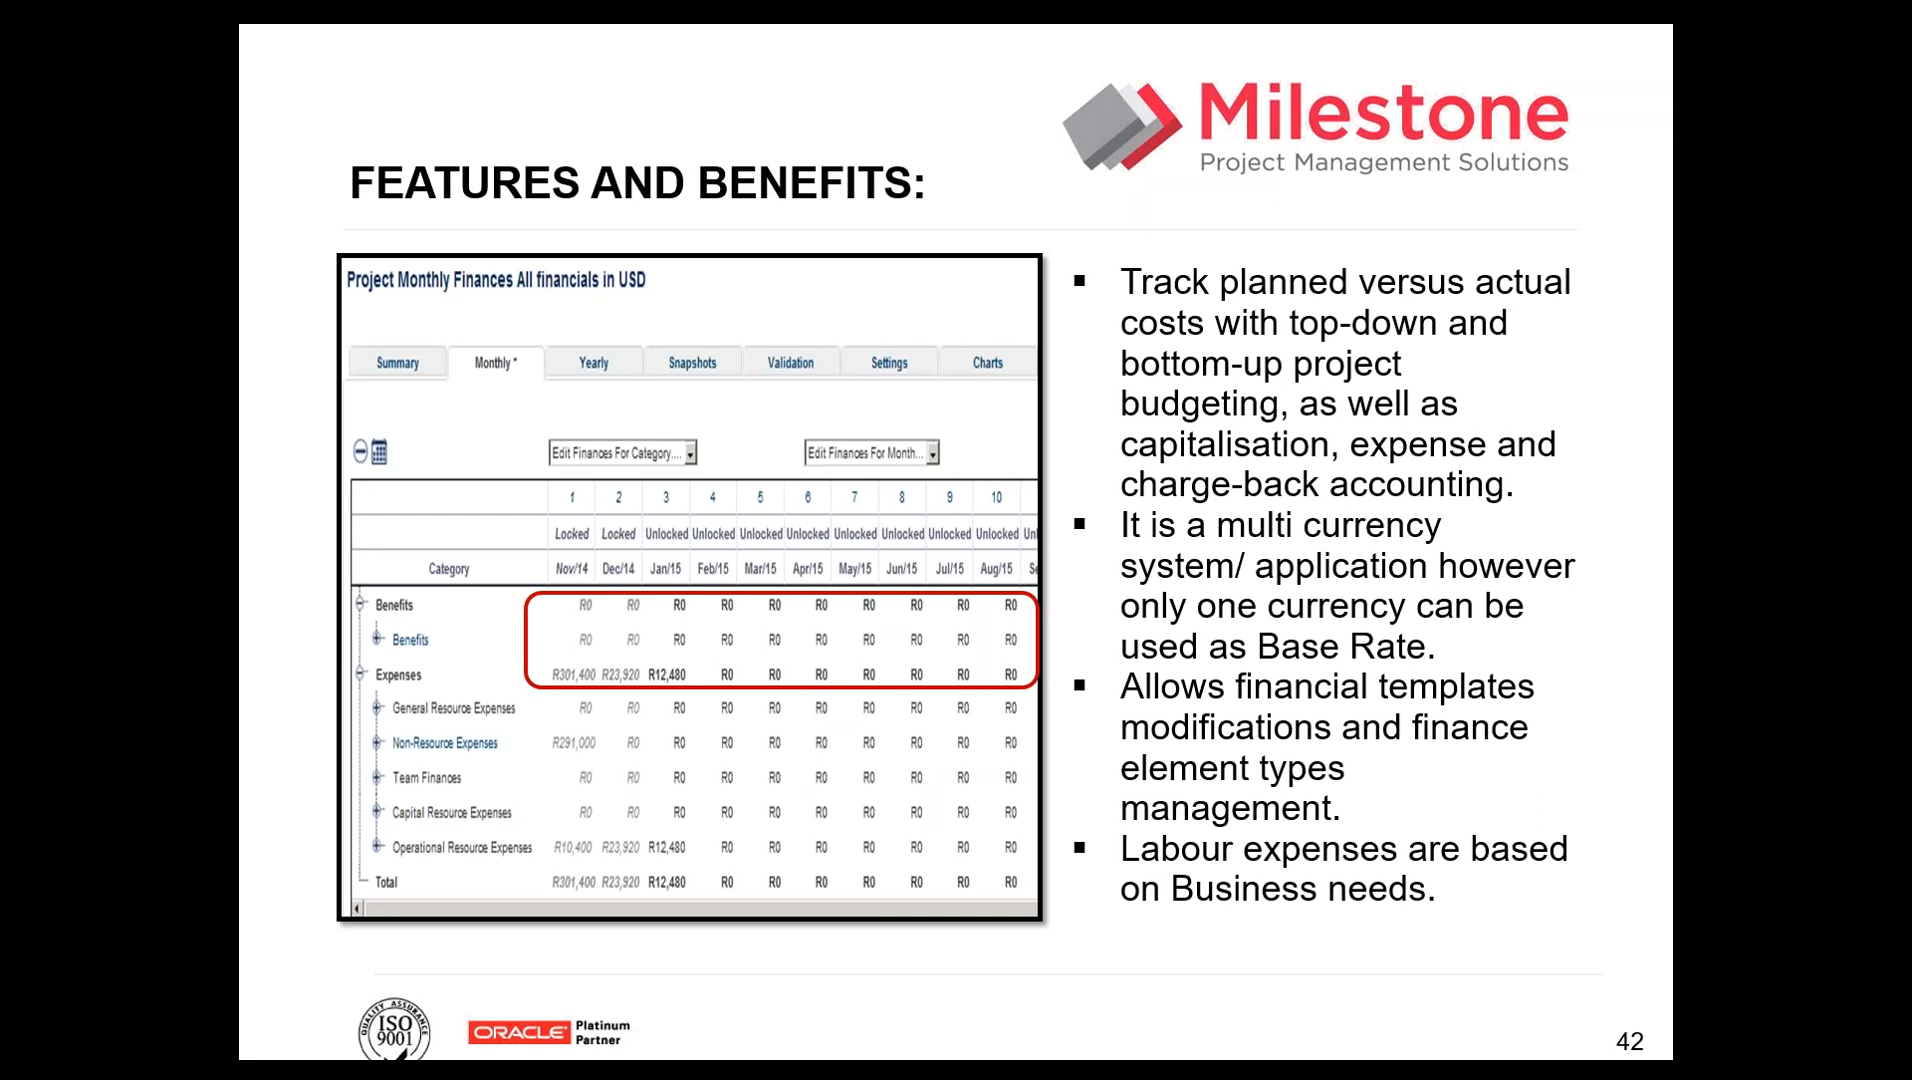 Milestone
Project Management Solutions
FEATURES AND BENEFITS:
Project Monthly Finances All financials in USD
Summary Monthly * Yearly Snapshots Validation Settings Charts
Edit Finances For Category.... Edit Finances For Month...
1 2 3 4 5 6 7 8 9 10
Locked Locked Unlocked Unlocked Unlocked Unlocked Unlocked Unlocked Unlocked Unlocked Unl
Category Nov/14 Dec/14 Jan/15 Feb/15 Mar/15 Apr/15 May/15 Jun/15 Jul/15 Aug/15 Se
Benefits R0 R0 R0 R0 R0 R0 R0 R0 R0 R0
Benefits R0 R0 R0 R0 R0 R0 R0 R0 R0 R0
Expenses R301,400 R23,920 R12,480 R0 R0 R0 R0 R0 R0 R0
General Resource Expenses R0 R0 R0 R0 R0 R0 R0 R0 R0 R0
Non-Resource Expenses R291,000 R0 R0 R0 R0 R0 R0 R0 R0 R0
Team Finances R0 R0 R0 R0 R0 R0 R0 R0 R0 R0
Capital Resource Expenses R0 R0 R0 R0 R0 R0 R0 R0 R0 R0
Operational Resource Expenses R10,400 R23,920 R12,480 R0 R0 R0 R0 R0 R0 R0
Total R301,400 R23,920 R12,480 R0 R0 R0 R0 R0 R0 R0
▪ Track planned versus actual
costs with top-down and
bottom-up project
budgeting, as well as
capitalisation, expense and
charge-back accounting.
▪ It is a multi currency
system/ application however
only one currency can be
used as Base Rate.
▪ Allows financial templates
modifications and finance
element types
management.
▪ Labour expenses are based
on Business needs.
QUALITY ASSURANCE
ISO
9001
ORACLE Platinum
Partner
42